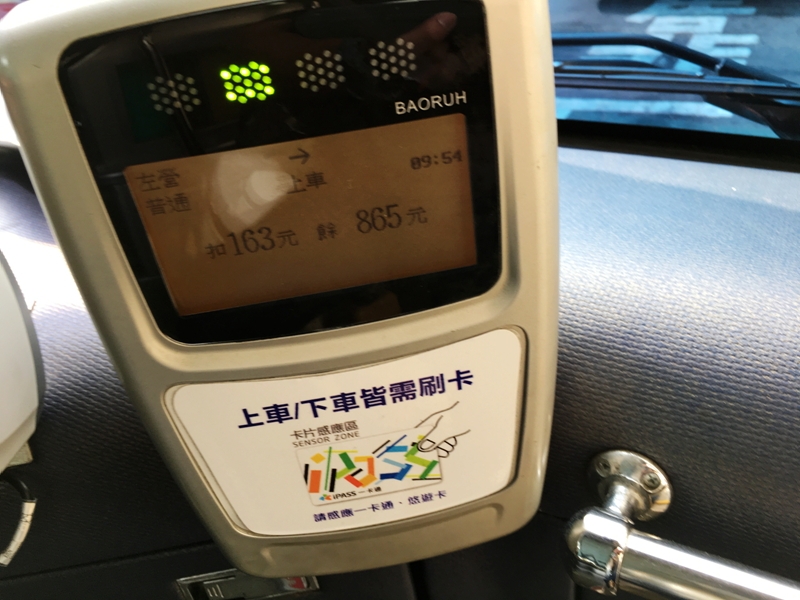 BAORUH
→
左營 上車 09:54
普通
扣163元 餘 865元
上車/下車皆需刷卡
卡片感應區
SENSOR ZONE
iPASS 一卡通
請感應一卡通、悠遊卡